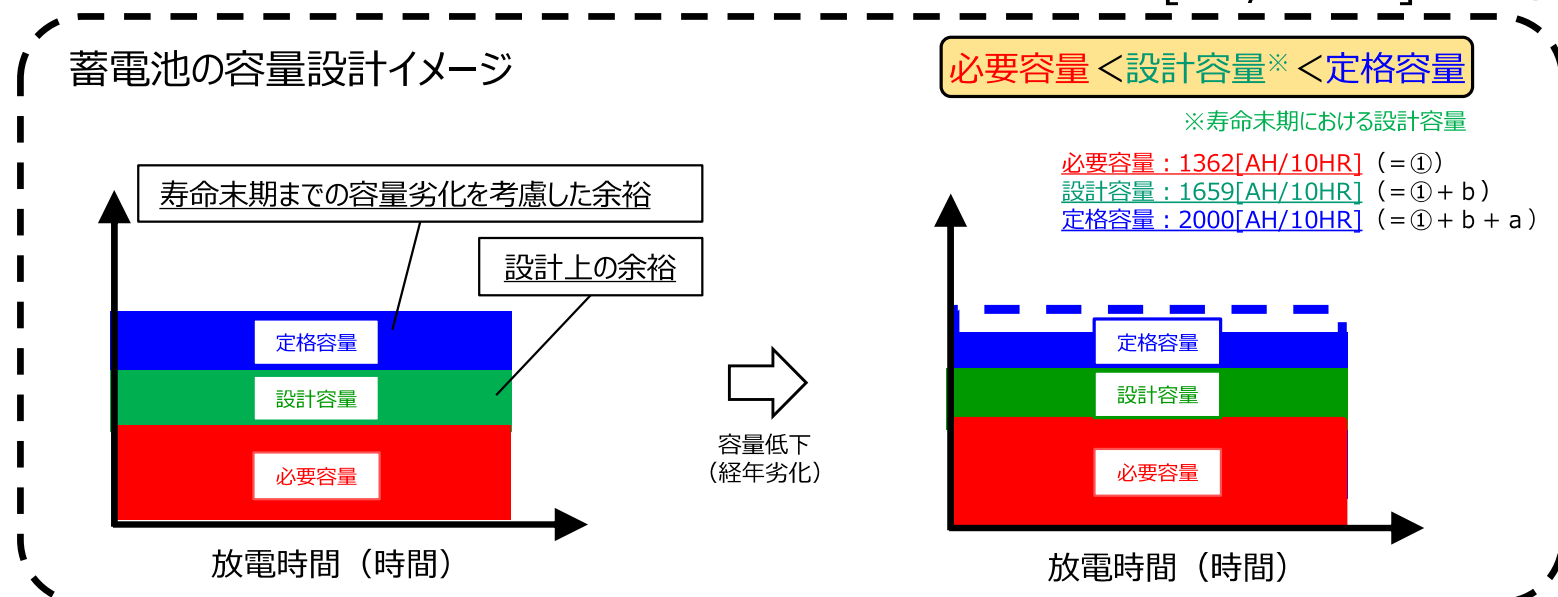 蓄電池の容量設計イメージ
必要容量＜設計容量※＜定格容量
※寿命末期における設計容量
必要容量：1362[AH/10HR]（＝①）
設計容量：1659[AH/10HR]（＝①＋ｂ）
定格容量：2000[AH/10HR]（＝①＋ｂ＋ａ）
寿命末期までの容量劣化を考慮した余裕
設計上の余裕
定格容量
設計容量
必要容量
放電時間（時間）
容量低下
（経年劣化）
定格容量
設計容量
必要容量
放電時間（時間）